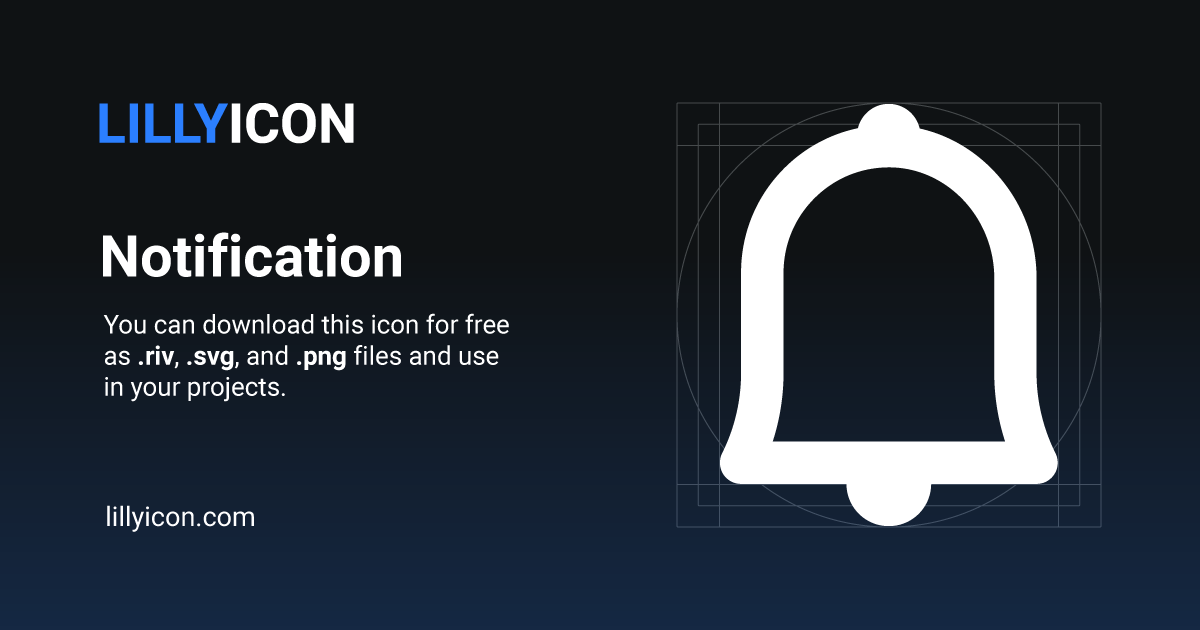 LILLYICON
Notification
You can download this icon for free
as .riv, .svg, and .png files and use
in your projects.
lillyicon.com